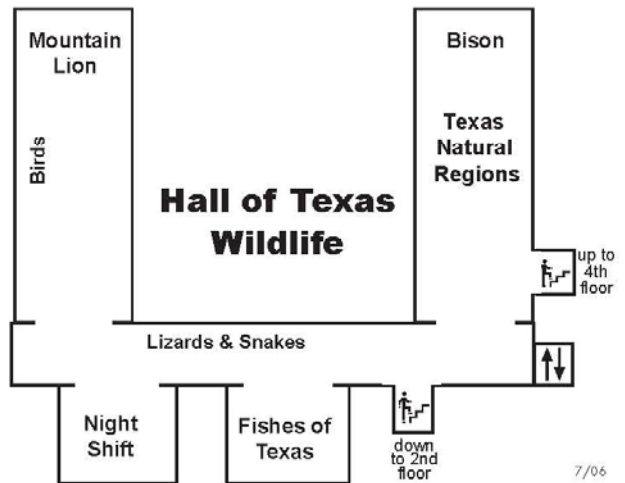 Mountain
Lion
Bison
Birds
Texas
Natural
Regions
Hall of Texas
Wildlife
up to
4th
floor
Lizards & Snakes
Night
Shift
Fishes of
Texas
down
to 2nd
floor
7/06